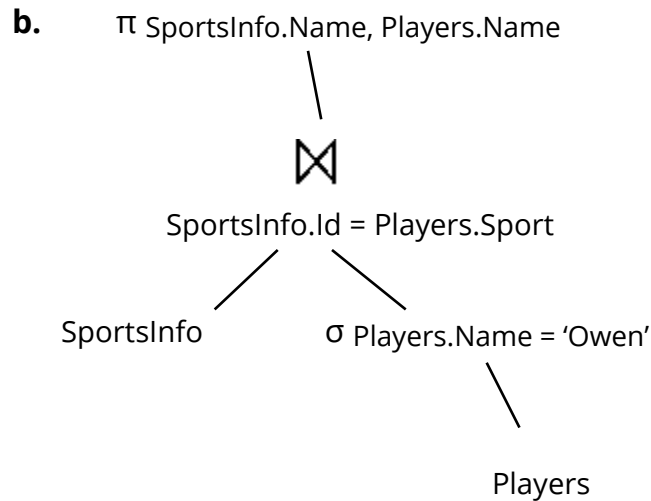 b. π SportsInfo.Name, Players.Name
⋈
SportsInfo.Id = Players.Sport
SportsInfo σ Players.Name = ‘Owen’
Players